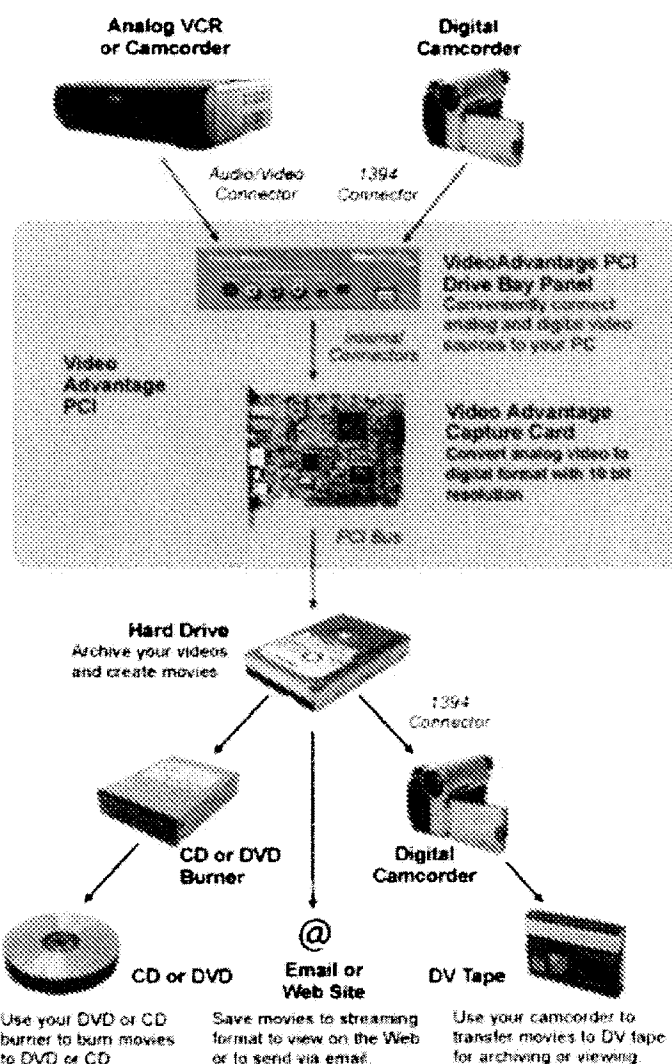 Analog VCR
or Camcorder
Digital
Camcorder
Audio/Video
Connector
1394
Connector
VideoAdvantage PCI
Drive Bay Panel
Conveniently connect
analog and digital video
sources to your PC
Internal
Connectors
Video
Advantage
PCI
Video Advantage
Capture Card
Convert analog video to
digital format with 10 bit
resolution
PCI Bus
Hard Drive
Archive your videos
and create movies
1394
Connector
CD or DVD
Burner
Digital
Camcorder
CD or DVD
@
Email or
Web Site
DV Tape
Use your DVD or CD
burner to burn movies
to DVD or CD
Save movies to streaming
format to view on the Web
or to send via email.
Use your camcorder to
transfer movies to DV tape
for archiving or viewing.